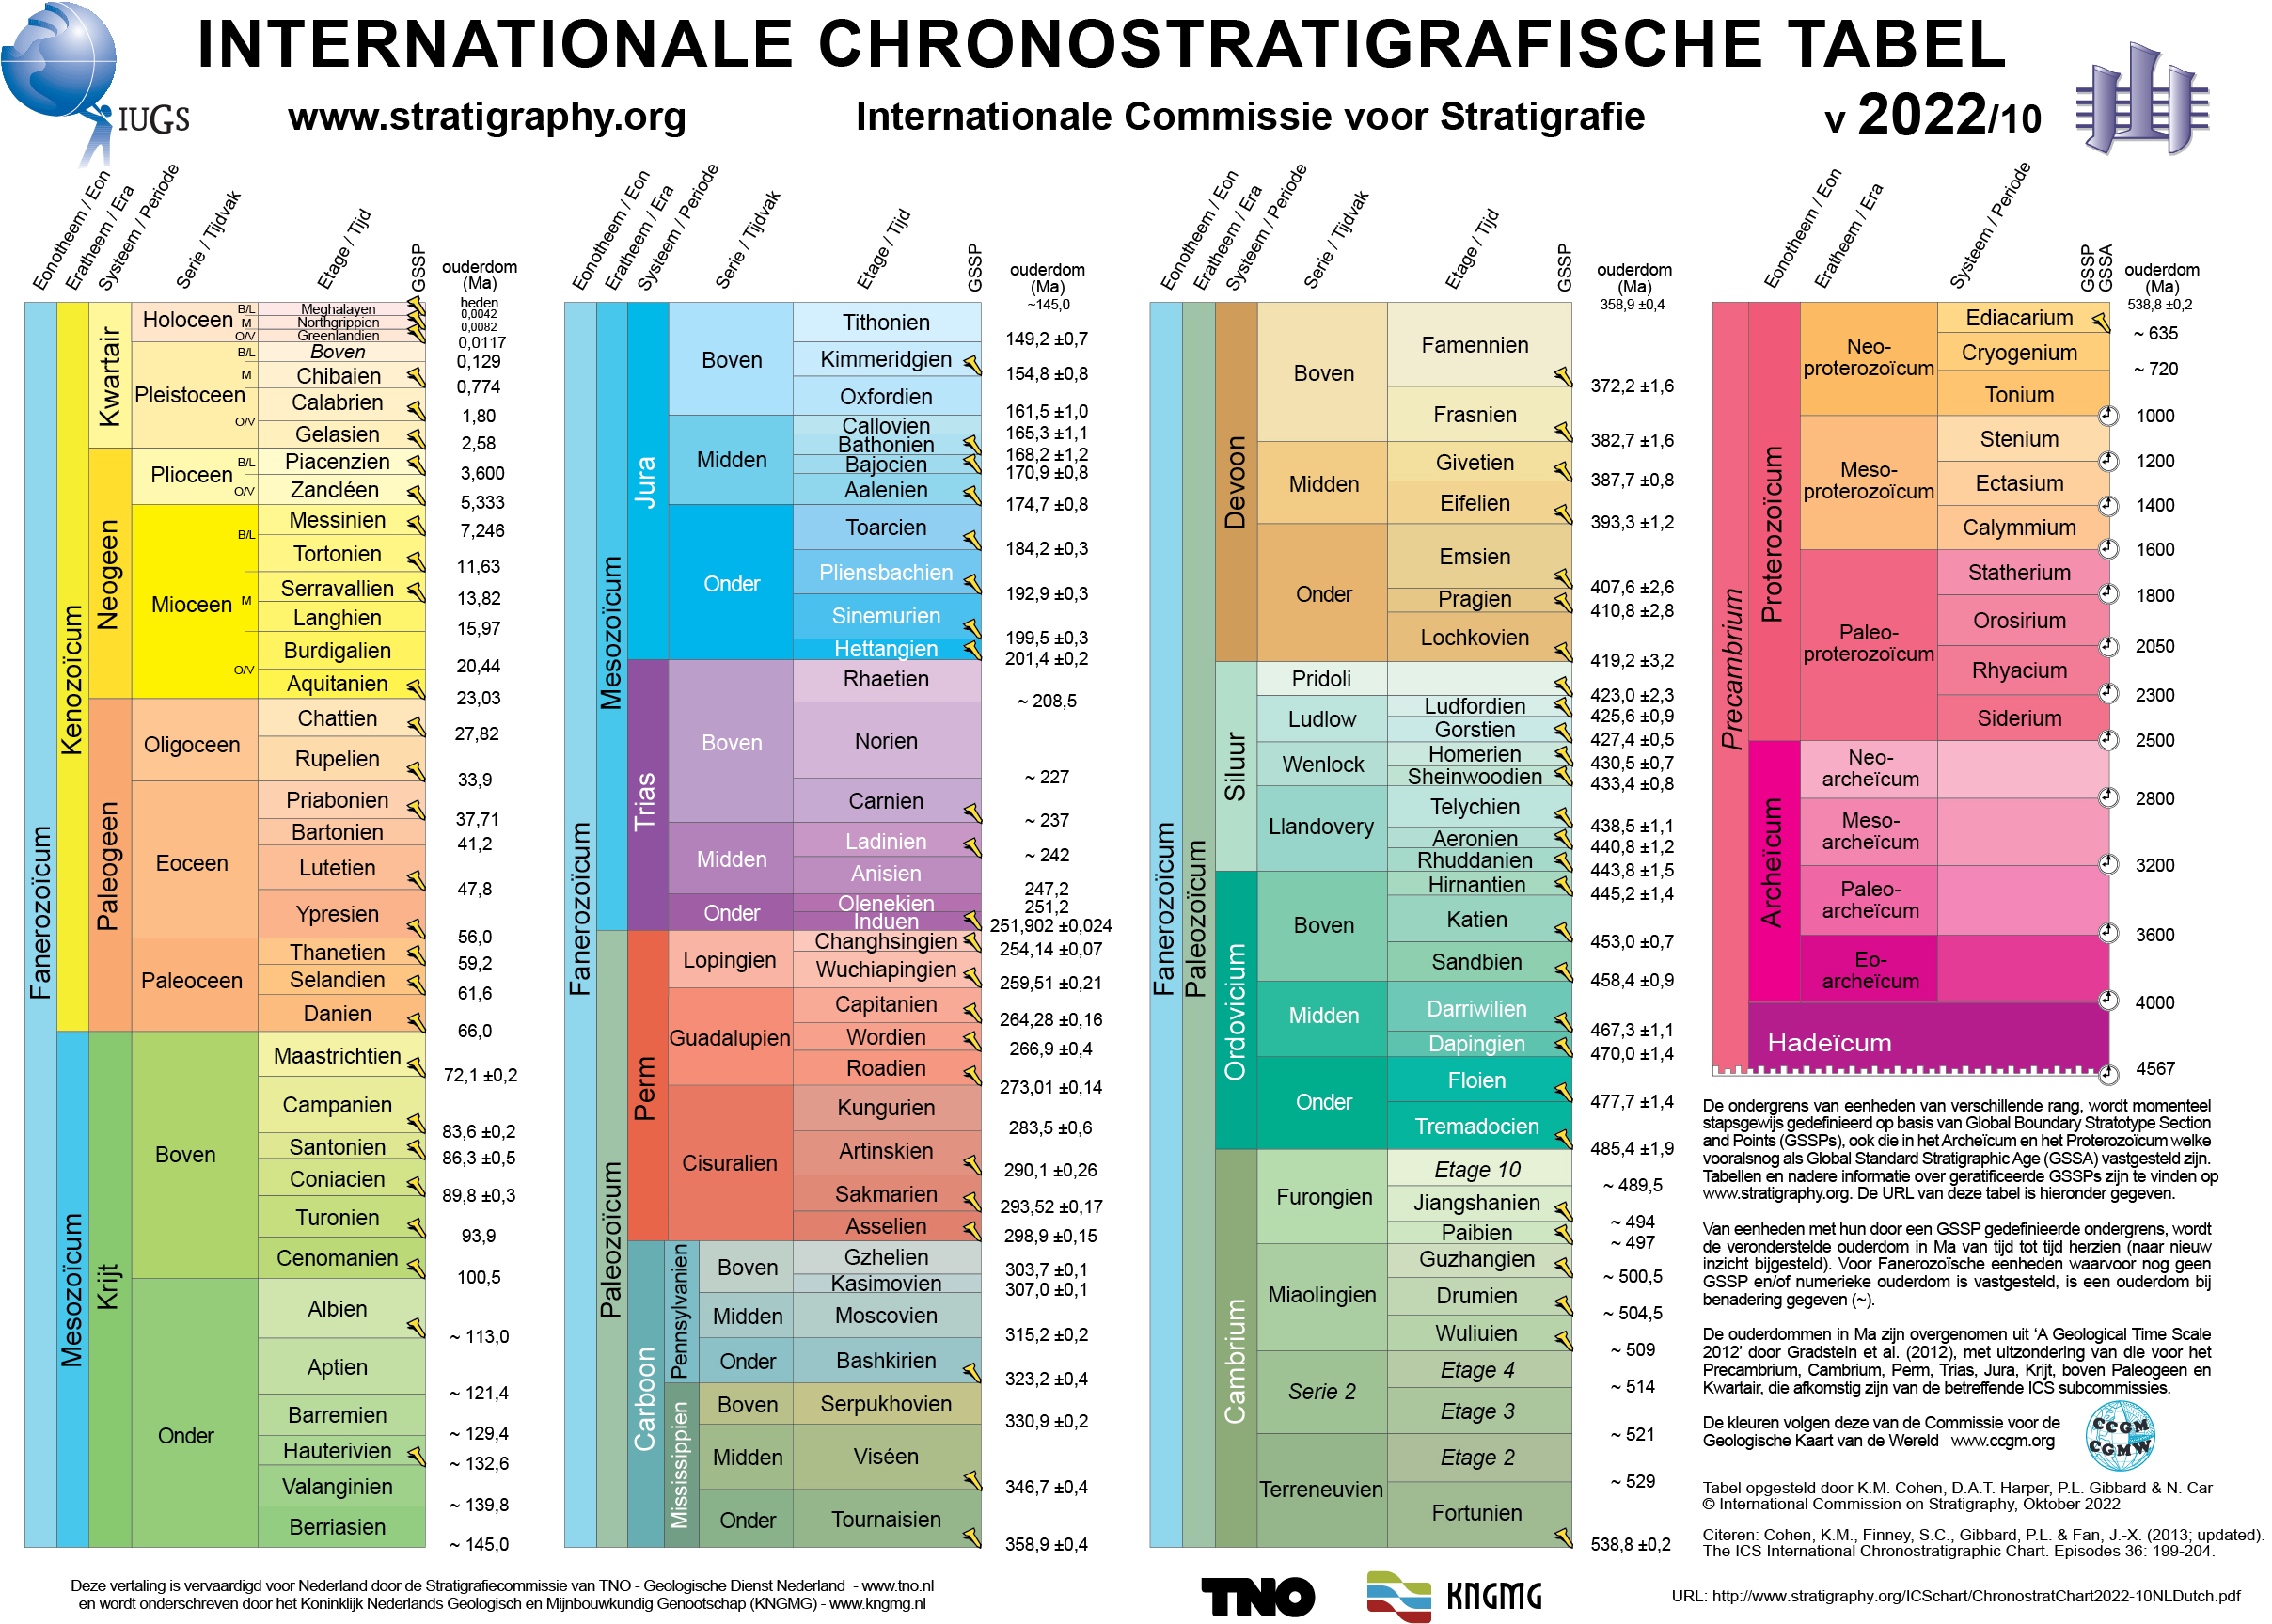 INTERNATIONALE CHRONOSTRATIGRAFISCHE TABEL
IUGS
www.stratigraphy.org
Internationale Commissie voor Stratigrafie
v 2022/10
Eonotheem / Eon
Eratheem / Era
Systeem / Periode
Serie / Tijdvak
Etage / Tijd
GSSP
ouderdom
(Ma)
Fanerozoïcum
Kenozoïcum
Kwartair
Holoceen
B/L
M
O/V
Meghalayen
Northgrippien
Greenlandien
heden
0,0042
0,0082
0,0117
Pleistoceen
B/L
M
O/V
Boven
0,129
Chibaien
0,774
Calabrien
1,80
Gelasien
2,58
Neogeen
Plioceen
B/L
O/V
Piacenzien
3,600
Zancléen
5,333
Mioceen
B/L
M
O/V
Messinien
7,246
Tortonien
11,63
Serravallien
13,82
Langhien
15,97
Burdigalien
20,44
Aquitanien
23,03
Paleogeen
Oligoceen
Chattien
27,82
Rupelien
33,9
Eoceen
Priabonien
37,71
Bartonien
41,2
Lutetien
47,8
Ypresien
56,0
Paleoceen
Thanetien
59,2
Selandien
61,6
Danien
66,0
Mesozoïcum
Krijt
Boven
Maastrichtien
72,1 ±0,2
Campanien
83,6 ±0,2
Santonien
86,3 ±0,5
Coniacien
89,8 ±0,3
Turonien
93,9
Cenomanien
100,5
Onder
Albien
~ 113,0
Aptien
~ 121,4
Barremien
~ 129,4
Hauterivien
~ 132,6
Valanginien
~ 139,8
Berriasien
~ 145,0
Eonotheem / Eon
Eratheem / Era
Systeem / Periode
Serie / Tijdvak
Etage / Tijd
GSSP
ouderdom
(Ma)
~145,0
Fanerozoïcum
Mesozoïcum
Jura
Boven
Tithonien
149,2 ±0,7
Kimmeridgien
154,8 ±0,8
Oxfordien
161,5 ±1,0
Midden
Callovien
165,3 ±1,1
Bathonien
168,2 ±1,2
Bajocien
170,9 ±0,8
Aalenien
174,7 ±0,8
Onder
Toarcien
184,2 ±0,3
Pliensbachien
192,9 ±0,3
Sinemurien
199,5 ±0,3
Hettangien
201,4 ±0,2
Trias
Boven
Rhaetien
~ 208,5
Norien
~ 227
Carnien
~ 237
Midden
Ladinien
~ 242
Anisien
247,2
Onder
Olenekien
251,2
Induen
251,902 ±0,024
Paleozoïcum
Perm
Lopingien
Changhsingien
254,14 ±0,07
Wuchiapingien
259,51 ±0,21
Guadalupien
Capitanien
264,28 ±0,16
Wordien
266,9 ±0,4
Roadien
273,01 ±0,14
Cisuralien
Kungurien
283,5 ±0,6
Artinskien
290,1 ±0,26
Sakmarien
293,52 ±0,17
Asselien
298,9 ±0,15
Carboon
Pennsylvanien
Boven
Gzhelien
303,7 ±0,1
Kasimovien
307,0 ±0,1
Midden
Moscovien
315,2 ±0,2
Onder
Bashkirien
323,2 ±0,4
Mississippien
Boven
Serpukhovien
330,9 ±0,2
Midden
Viséen
346,7 ±0,4
Onder
Tournaisien
358,9 ±0,4
Eonotheem / Eon
Eratheem / Era
Systeem / Periode
Serie / Tijdvak
Etage / Tijd
GSSP
ouderdom
(Ma)
358,9 ±0,4
Fanerozoïcum
Paleozoïcum
Devoon
Boven
Famennien
372,2 ±1,6
Frasnien
382,7 ±1,6
Midden
Givetien
387,7 ±0,8
Eifelien
393,3 ±1,2
Onder
Emsien
407,6 ±2,6
Pragien
410,8 ±2,8
Lochkovien
419,2 ±3,2
Siluur
Pridoli
423,0 ±2,3
Ludlow
Ludfordien
425,6 ±0,9
Gorstien
427,4 ±0,5
Wenlock
Homerien
430,5 ±0,7
Sheinwoodien
433,4 ±0,8
Llandovery
Telychien
438,5 ±1,1
Aeronien
440,8 ±1,2
Rhuddanien
443,8 ±1,5
Ordovicium
Boven
Hirnantien
445,2 ±1,4
Katien
453,0 ±0,7
Sandbien
458,4 ±0,9
Midden
Darriwilien
467,3 ±1,1
Dapingien
470,0 ±1,4
Onder
Floien
477,7 ±1,4
Tremadocien
485,4 ±1,9
Cambrium
Furongien
Etage 10
~ 489,5
Jiangshanien
~ 494
Paibien
~ 497
Miaolingien
Guzhangien
~ 500,5
Drumien
~ 504,5
Wuliuien
~ 509
Serie 2
Etage 4
~ 514
Etage 3
~ 521
Terreneuvien
Etage 2
~ 529
Fortunien
538,8 ±0,2
Eonotheem / Eon
Eratheem / Era
Systeem / Periode
GSSP
GSSA
ouderdom
(Ma)
538,8 ±0,2
Precambrium
Proterozoïcum
Neo-
proterozoïcum
Ediacarium
~ 635
Cryogenium
~ 720
Tonium
1000
Meso-
proterozoïcum
Stenium
1200
Ectasium
1400
Calymmium
1600
Paleo-
proterozoïcum
Statherium
1800
Orosirium
2050
Rhyacium
2300
Siderium
2500
Archeïcum
Neo-
archeïcum
2800
Meso-
archeïcum
3200
Paleo-
archeïcum
3600
Eo-
archeïcum
4000
Hadeïcum
4567
De ondergrens van eenheden van verschillende rang, wordt momenteel
stapsgewijs gedefinieerd op basis van Global Boundary Stratotype Section
and Points (GSSPs), ook die in het Archeïcum en het Proterozoïcum welke
vooralsnog als Global Standard Stratigraphic Age (GSSA) vastgesteld zijn.
Tabellen en nadere informatie over geratificeerde GSSPs zijn te vinden op
www.stratigraphy.org. De URL van deze tabel is hieronder gegeven.
Van eenheden met hun door een GSSP gedefinieerde ondergrens, wordt
de veronderstelde ouderdom in Ma van tijd tot tijd herzien (naar nieuw
inzicht bijgesteld). Voor Fanerozoïsche eenheden waarvoor nog geen
GSSP en/of numerieke ouderdom is vastgesteld, is een ouderdom bij
benadering gegeven (~).
De ouderdommen in Ma zijn overgenomen uit ‘A Geological Time Scale
2012’ door Gradstein et al. (2012), met uitzondering van die voor het
Precambrium, Cambrium, Perm, Trias, Jura, Krijt, boven Paleogeen en
Kwartair, die afkomstig zijn van de betreffende ICS subcommissies.
De kleuren volgen deze van de Commissie voor de
Geologische Kaart van de Wereld www.ccgm.org
CCGM
CGMW
Tabel opgesteld door K.M. Cohen, D.A.T. Harper, P.L. Gibbard & N. Car
© International Commission on Stratigraphy, Oktober 2022
Citeren: Cohen, K.M., Finney, S.C., Gibbard, P.L. & Fan, J.-X. (2013; updated).
The ICS International Chronostratigraphic Chart. Episodes 36: 199-204.
Deze vertaling is vervaardigd voor Nederland door de Stratigrafiecommissie van TNO - Geologische Dienst Nederland - www.tno.nl
en wordt onderschreven door het Koninklijk Nederlands Geologisch en Mijnbouwkundig Genootschap (KNGMG) - www.kngmg.nl
TNO
KNGMG
URL: http://www.stratigraphy.org/ICSchart/ChronostratChart2022-10NLDutch.pdf